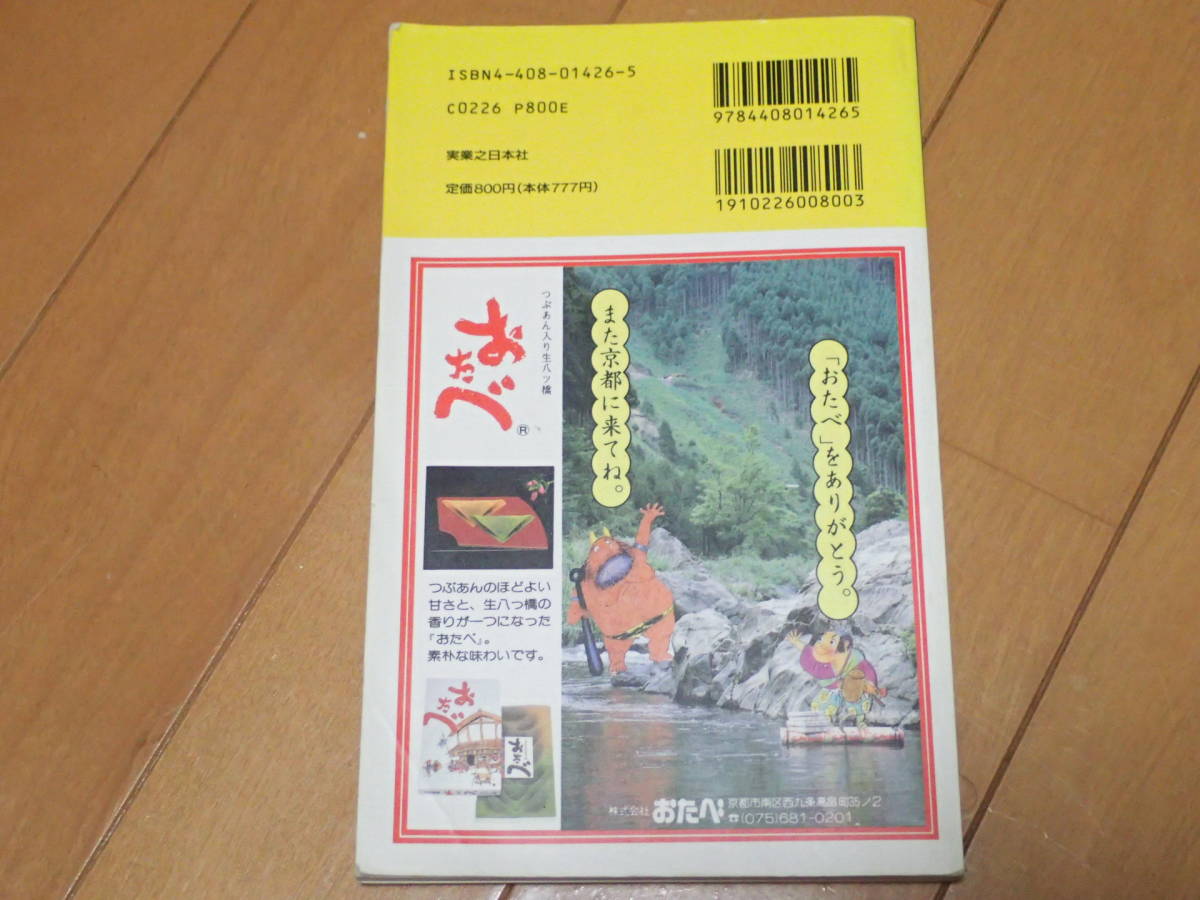 ISBN4-408-01426-5
C0226 P800E
実業之日本社
定価800円(本体777円)
9784408014265
1910226008003
つぶあん入り生八ッ橋
おたべ
®
つぶあんのほどよい
甘さと、生八っ橋の
香りが一つになった
『おたべ』。
素朴な味わいです。
おたべ
おたべ
「おたべ」をありがとう。
また京都に来てね。
株式会社 おたべ 京都市南区西九条高畠町35ノ2
☎(075)681-0201